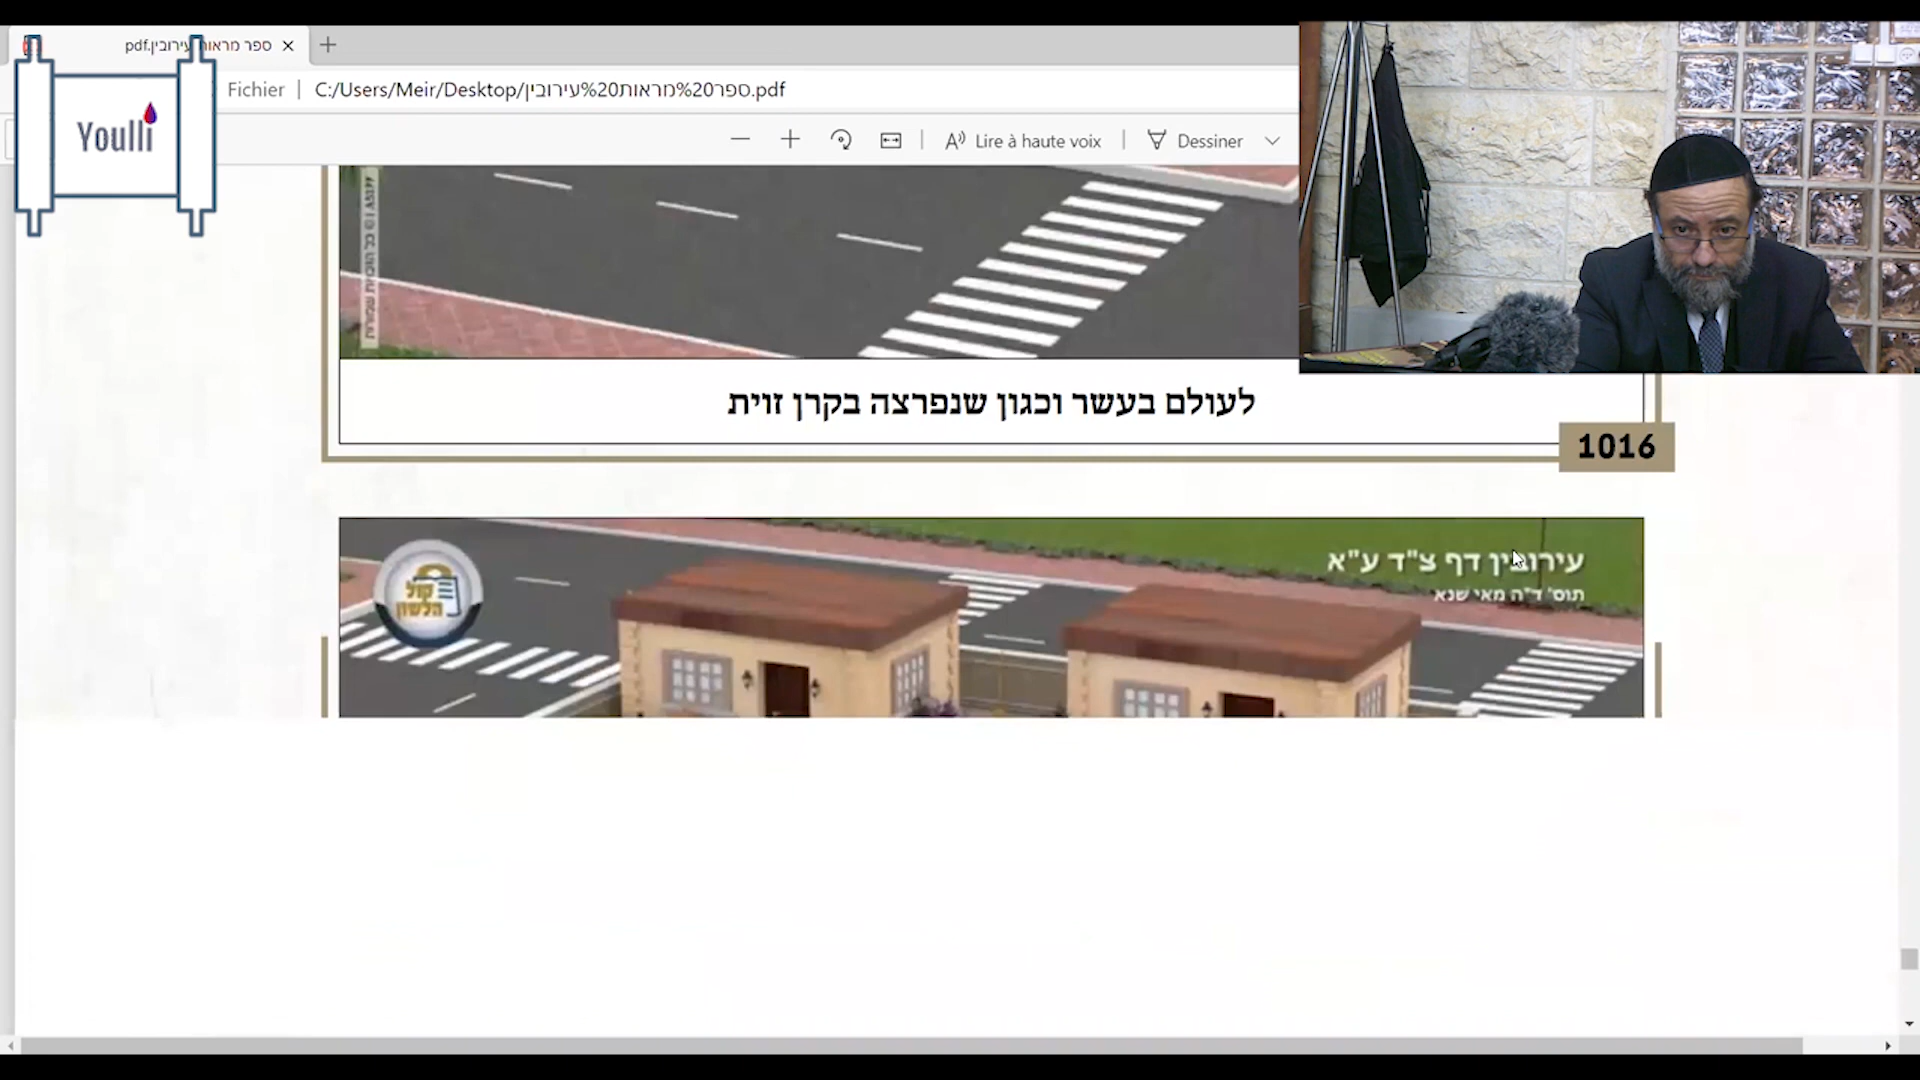 ספר מראות עירובין.pdf
Youlli
Fichier
C:/Users/Meir/Desktop/ספר%20מראות%20עירובין.pdf
Lire à haute voix
Dessiner
לעולם בעשר וכגון שנפרצה בקרן זוית
1016
עירובין דף צ"ד ע"א
תוס' ד"ה מאי שנא
קול
הלשון